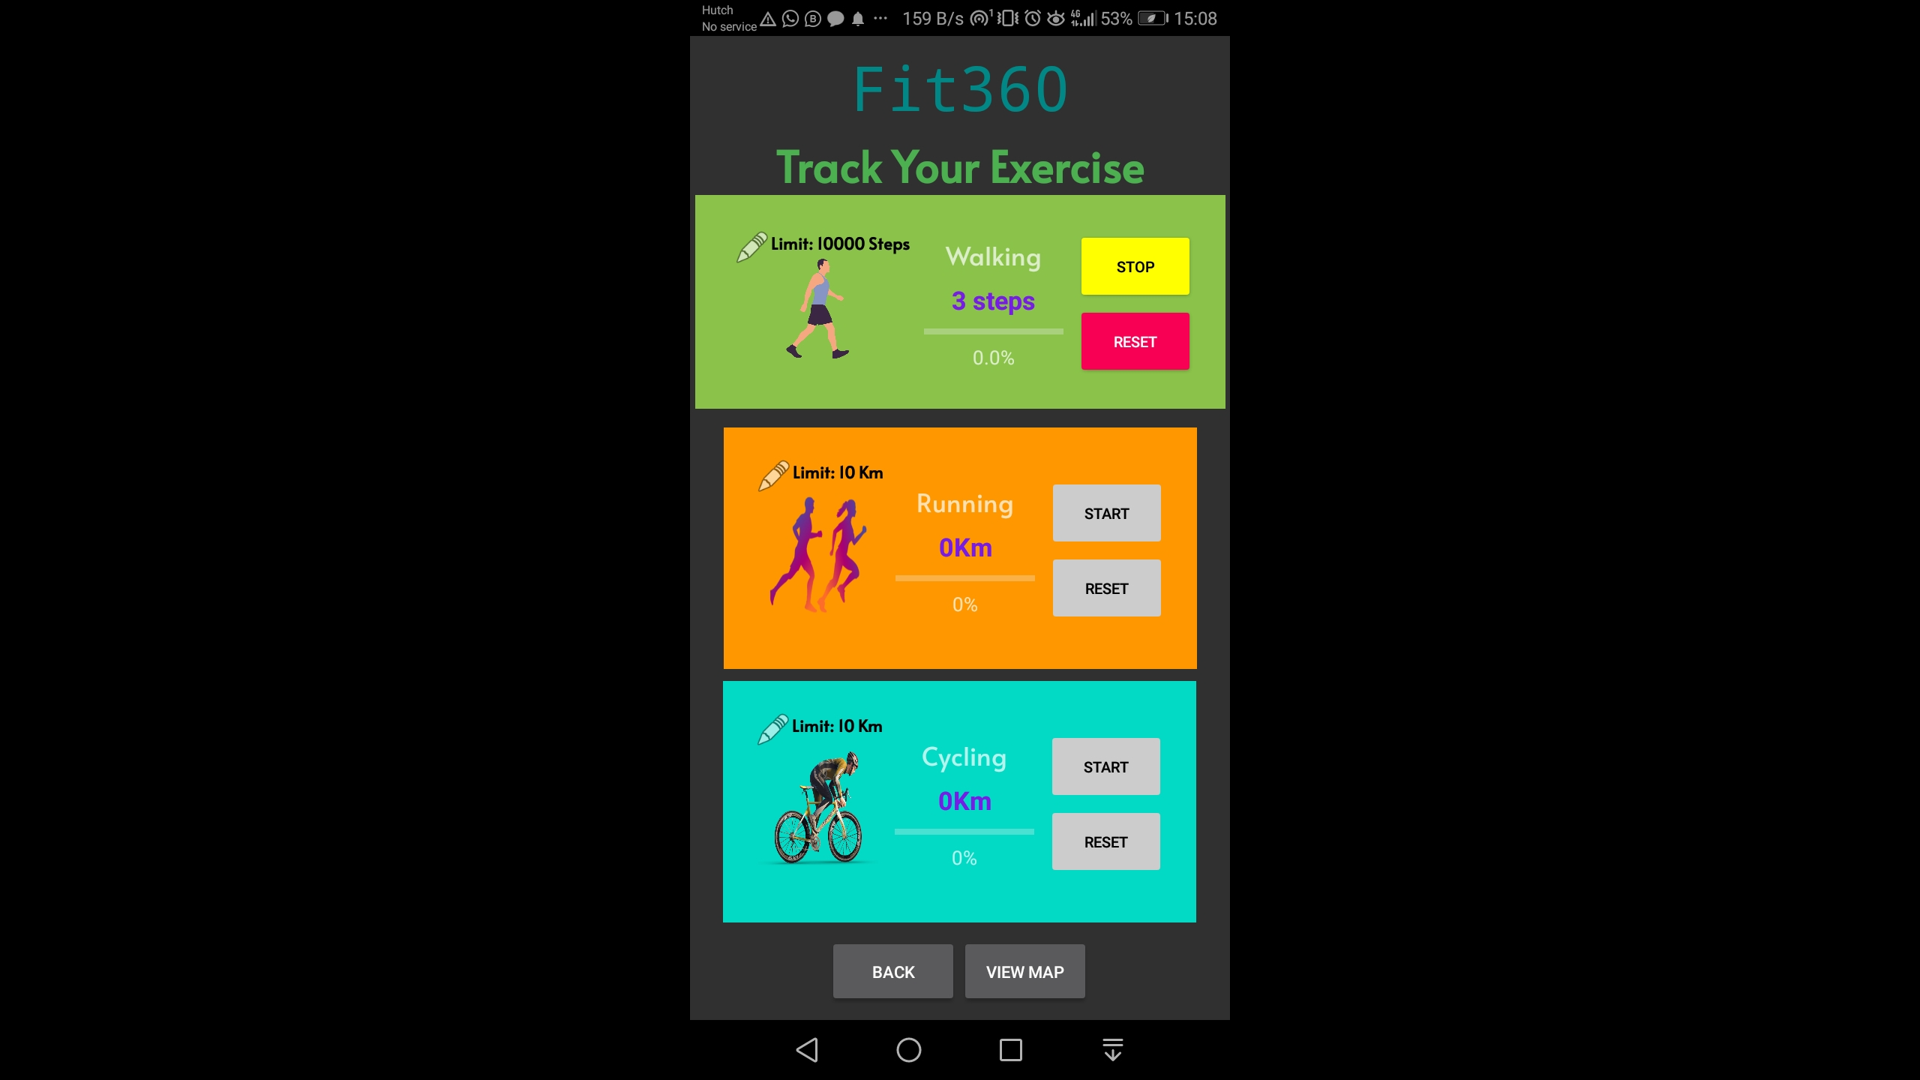 Hutch
No service
159 B/s 1 4G 53% 15:08
Fit360
Track Your Exercise
Limit: 10000 Steps
Walking
3 steps
0.0%
STOP
RESET
Limit: 10 Km
Running
0Km
0%
START
RESET
Limit: 10 Km
Cycling
0Km
0%
START
RESET
BACK
VIEW MAP